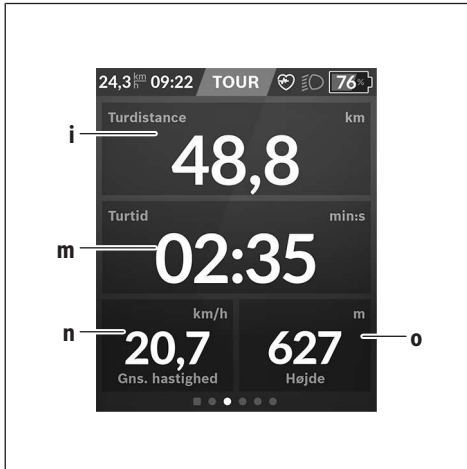 24,3 km/h 09:22 TOUR 76%
Turdistance km
i
48,8
Turtid min:s
m
02:35
km/h m
n
20,7 627
o
Gns. hastighed Højde